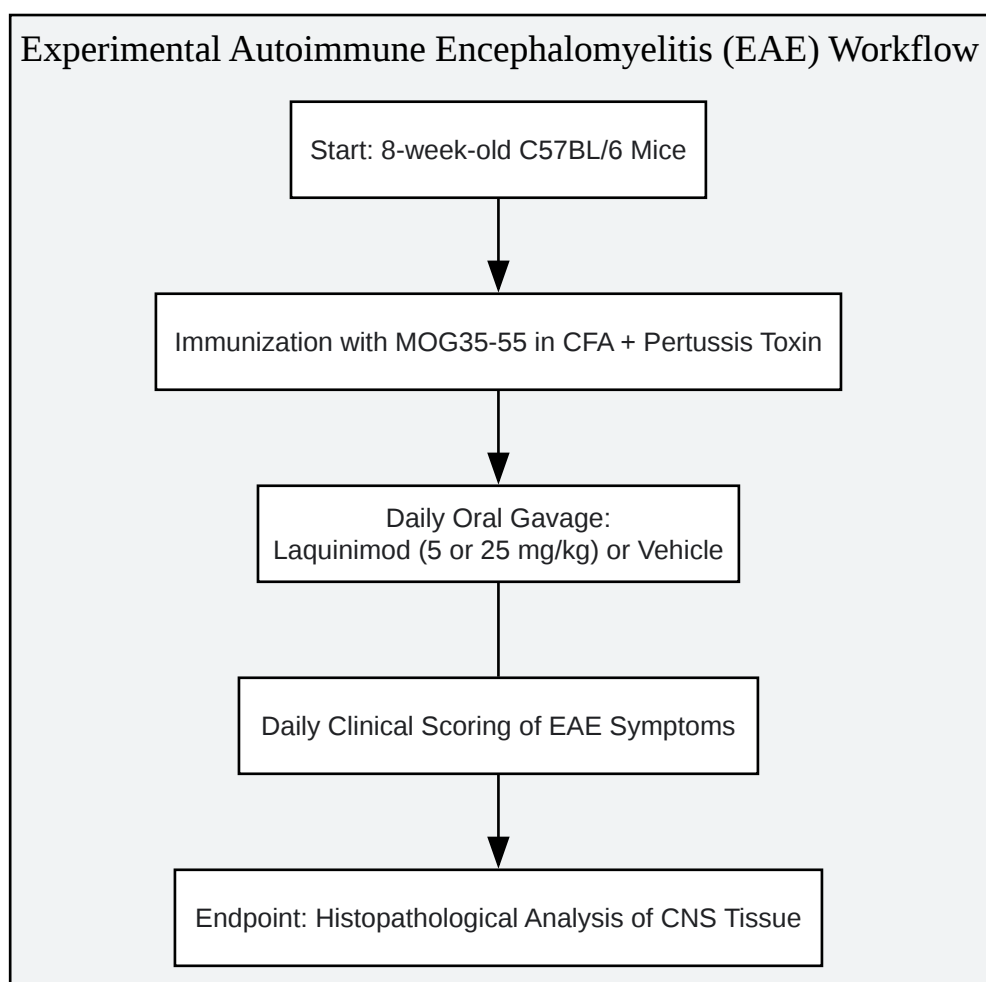 Experimental Autoimmune Encephalomyelitis (EAE) Workflow
Start: 8-week-old C57BL/6 Mice
Immunization with MOG35-55 in CFA + Pertussis Toxin
Daily Oral Gavage:
Laquinimod (5 or 25 mg/kg) or Vehicle
Daily Clinical Scoring of EAE Symptoms
Endpoint: Histopathological Analysis of CNS Tissue